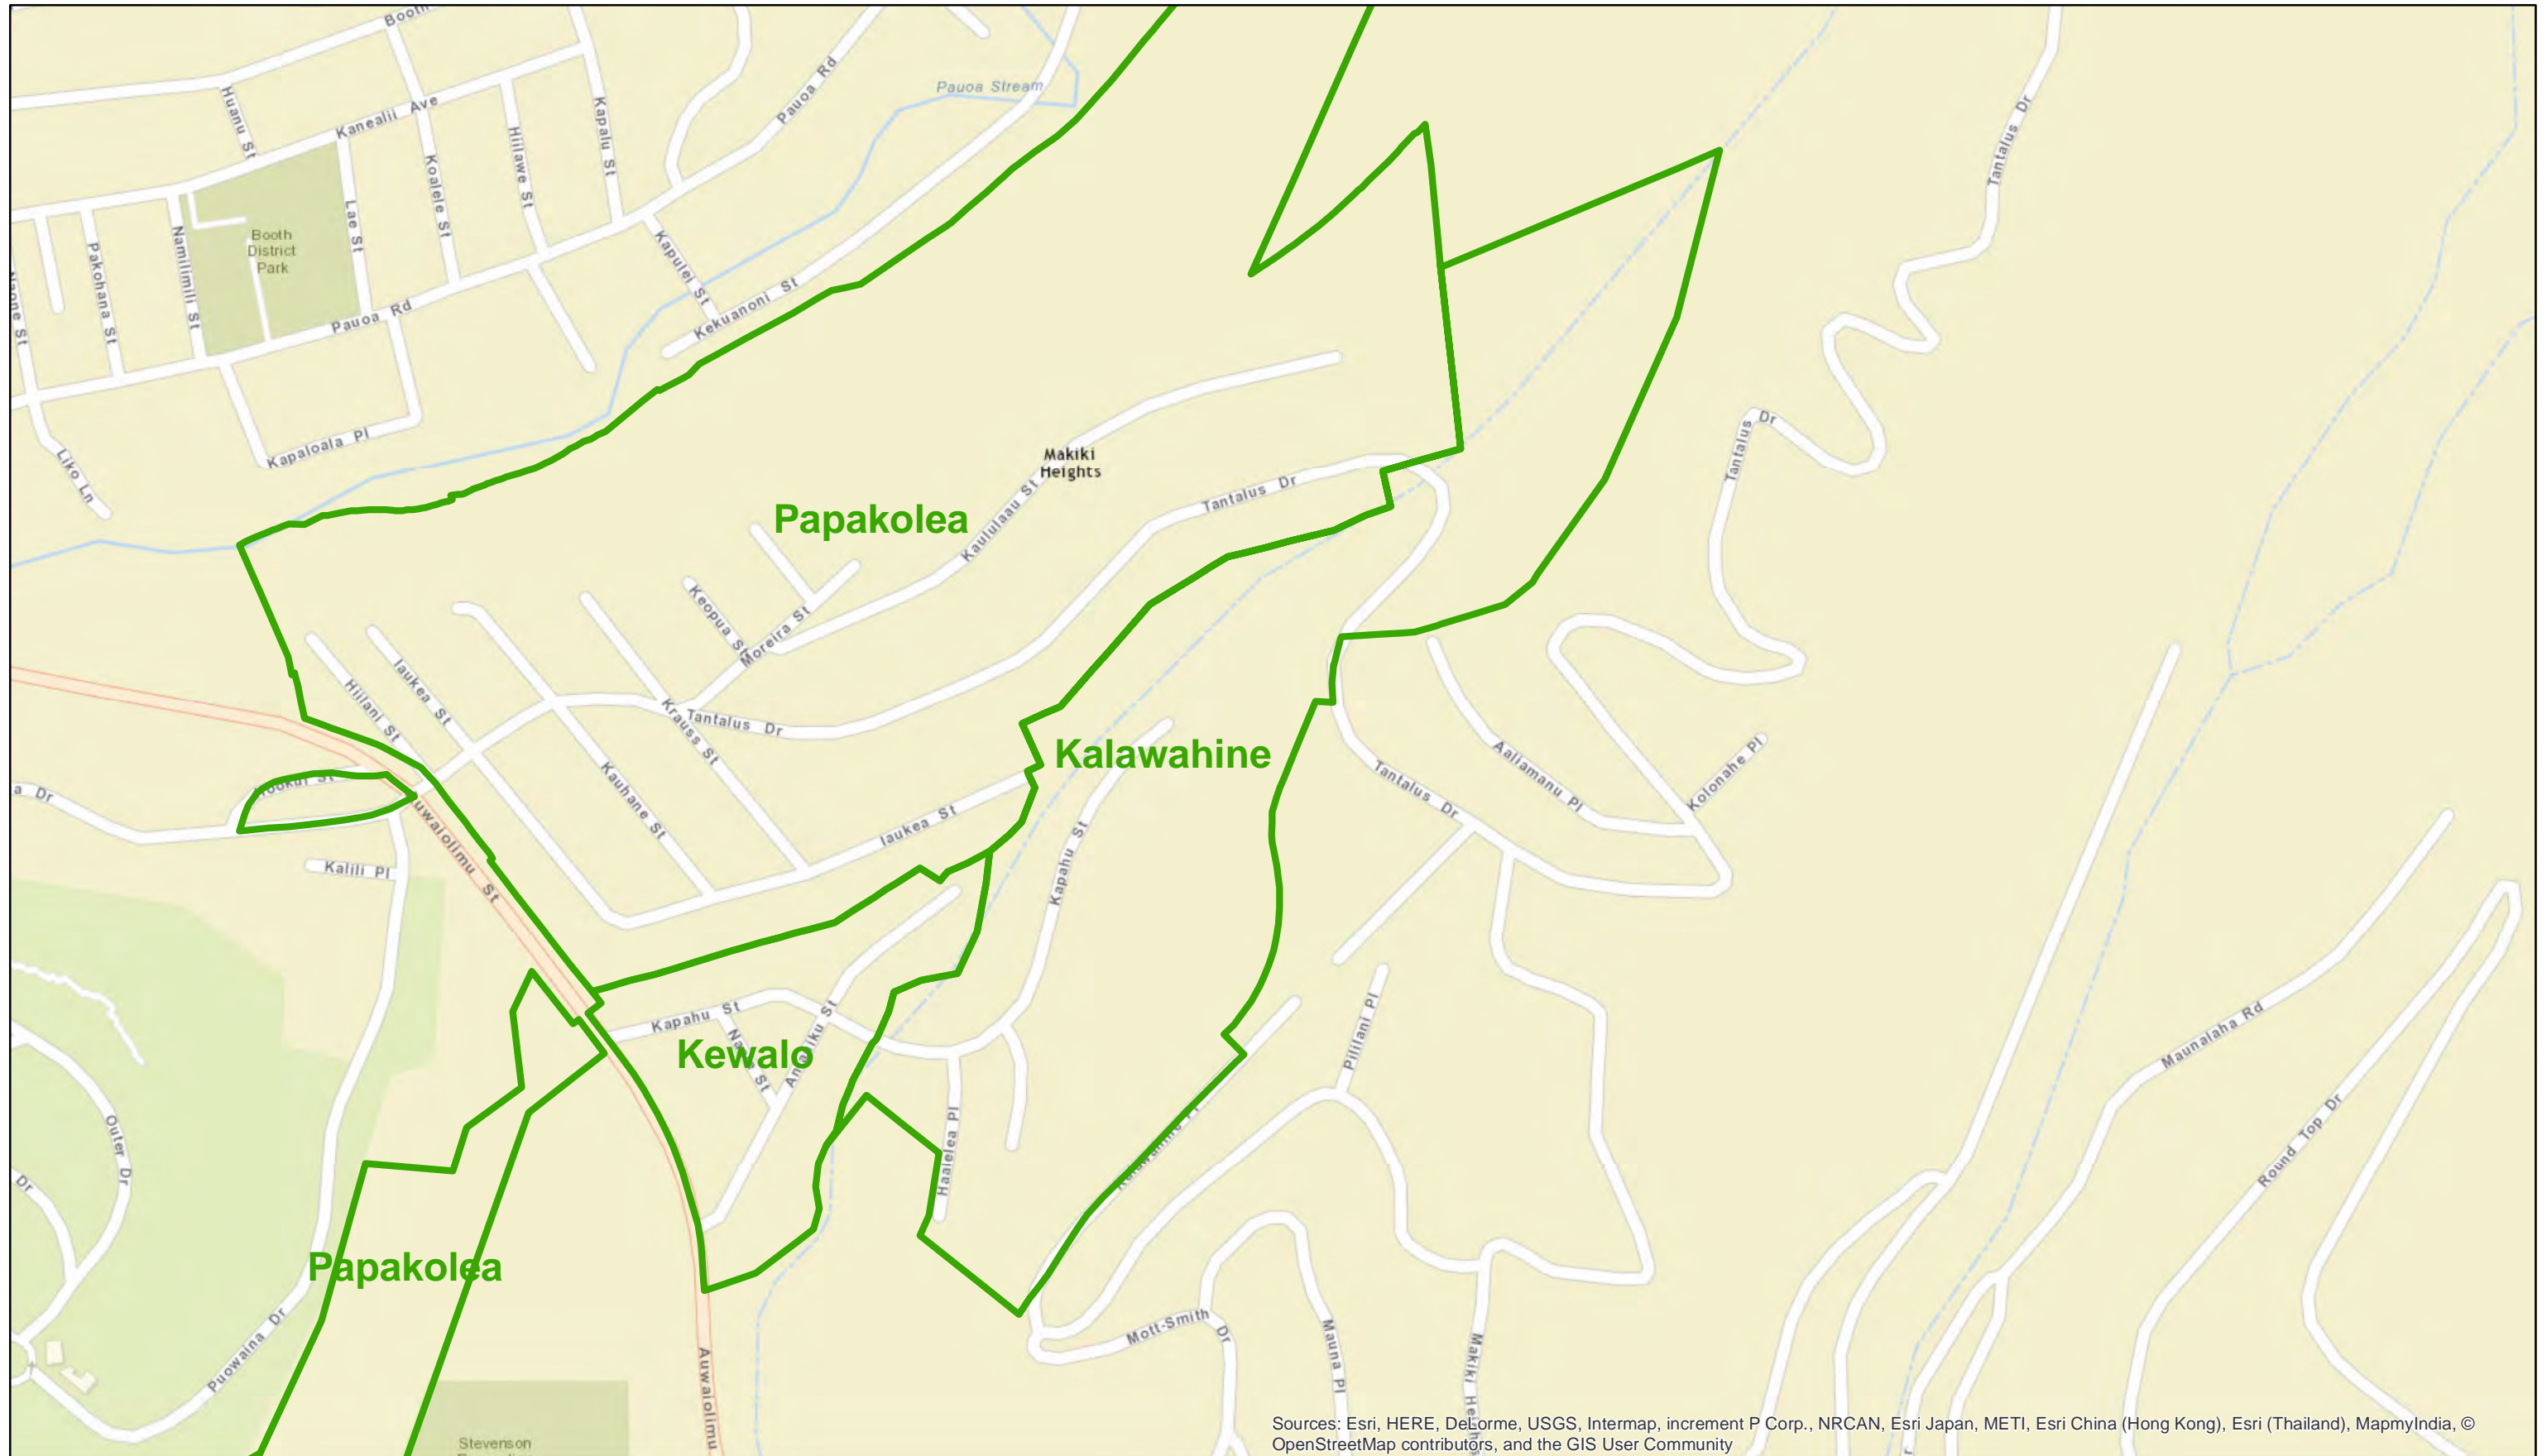 Booth
Huanu St
Kanealii Ave
Koalele St
Hiilawe St
Kapalu St
Pauoa Rd
Pauoa Stream
Tantalus Dr
Pakohana St
Namilimili St
Booth
District
Park
Lae St
Pauoa Rd
Kapulei St
Kekuanoni St
Liko Ln
Kapaloala Pl
Makiki
Heights
Kaululaau St
Tantalus Dr
Tantalus Dr
Papakolea
Keopua St
Moreira St
Hiilani St
Iaukea St
Krauss St
Tantalus Dr
Kauhane St
Iaukea St
Kalawahine
Kapahu St
Tantalus Dr
Aaliamanu Pl
Kolonahe Pl
a Dr
Kalili Pl
uwaiolimu St
Kapahu St
Kewalo
Haalelea Pl
Pililani Pl
Maunalaha Rd
Round Top Dr
Outer Dr
Dr
Papakolea
Puowaina Dr
Mott-Smith Dr
Mauna Pl
Makiki
Auwaiolimu
Stevenson
Sources: Esri, HERE, DeLorme, USGS, Intermap, increment P Corp., NRCAN, Esri Japan, METI, Esri China (Hong Kong), Esri (Thailand), MapmyIndia, ©
OpenStreetMap contributors, and the GIS User Community